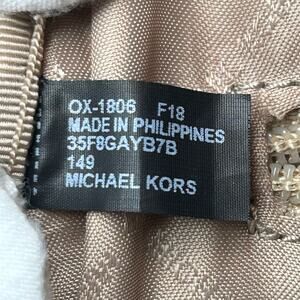 OX-1806 F18
MADE IN PHILIPPINES
35F8GAYB7B
149
MICHAEL KORS